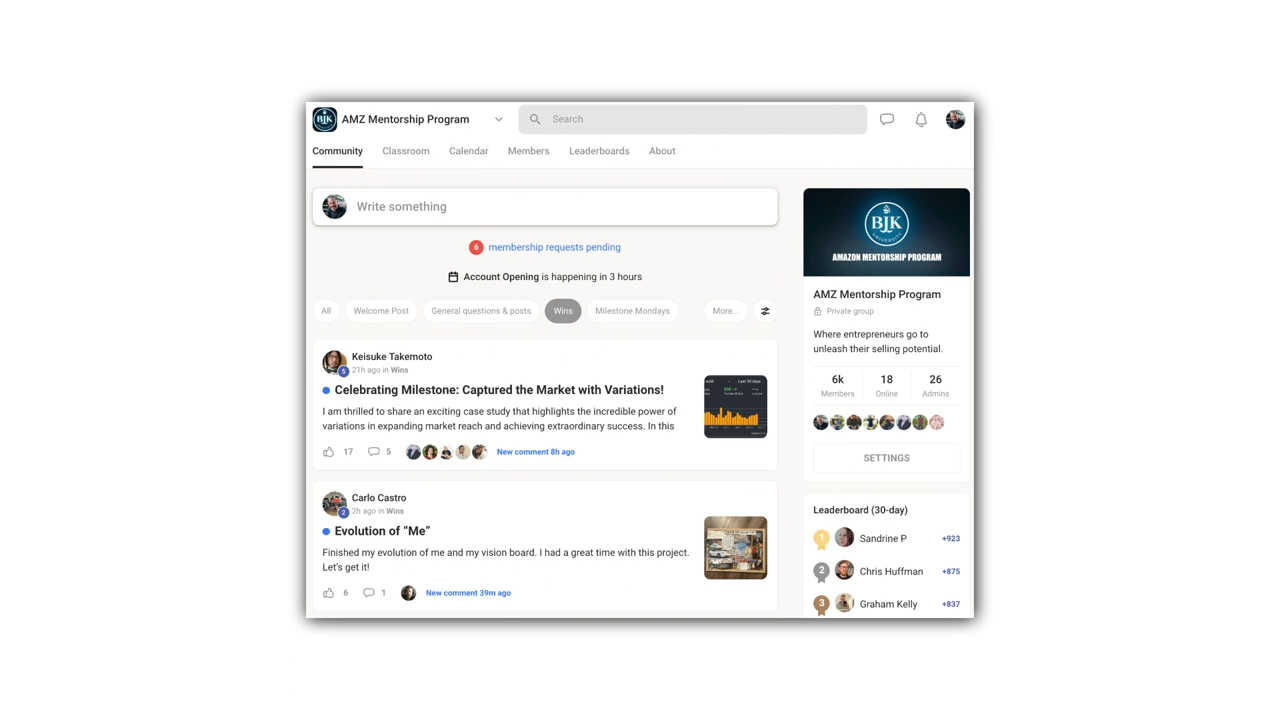 BJK
AMZ Mentorship Program
Search
Community Classroom Calendar Members Leaderboards About
Write something
6 membership requests pending
Account Opening is happening in 3 hours
All Welcome Post General questions & posts Wins Milestone Mondays More...
Keisuke Takemoto
5 21h ago in Wins
Celebrating Milestone: Captured the Market with Variations!
I am thrilled to share an exciting case study that highlights the incredible power of
variations in expanding market reach and achieving extraordinary success. In this
17 5 New comment 8h ago
Last 30 days
Carlo Castro
2 2h ago in Wins
Evolution of “Me”
Finished my evolution of me and my vision board. I had a great time with this project.
Let's get it!
6 1 New comment 39m ago
BJK
UNIVERSITY
AMAZON MENTORSHIP PROGRAM
AMZ Mentorship Program
Private group
Where entrepreneurs go to
unleash their selling potential.
6k 18 26
Members Online Admins
SETTINGS
Leaderboard (30-day)
1 Sandrine P +923
2 Chris Huffman +875
3 Graham Kelly +837